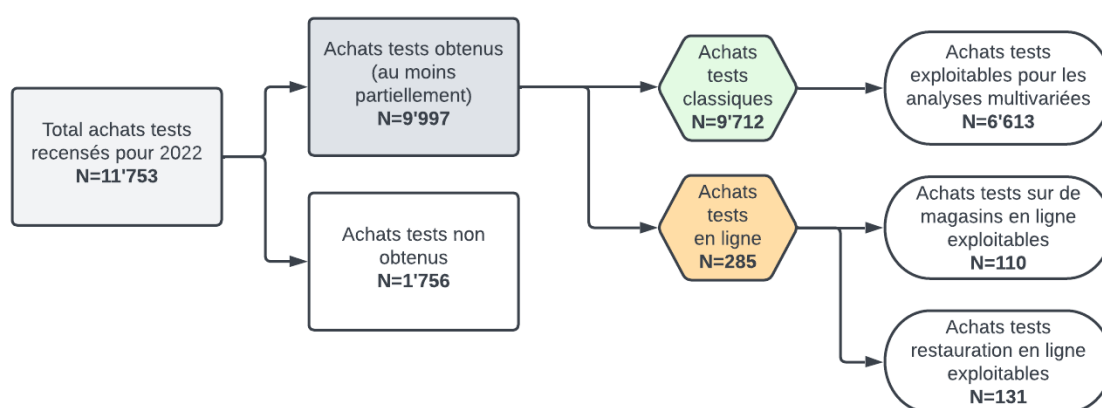 Total achats tests
recensés pour 2022
N=11'753
Achats tests obtenus
(au moins
partiellement)
N=9'997
Achats tests non
obtenus
N=1'756
Achats
tests
classiques
N=9'712
Achats
tests
en ligne
N=285
Achats tests
exploitables pour les
analyses multivariées
N=6'613
Achats tests sur de
magasins en ligne
exploitables
N=110
Achats tests
restauration en ligne
exploitables
N=131